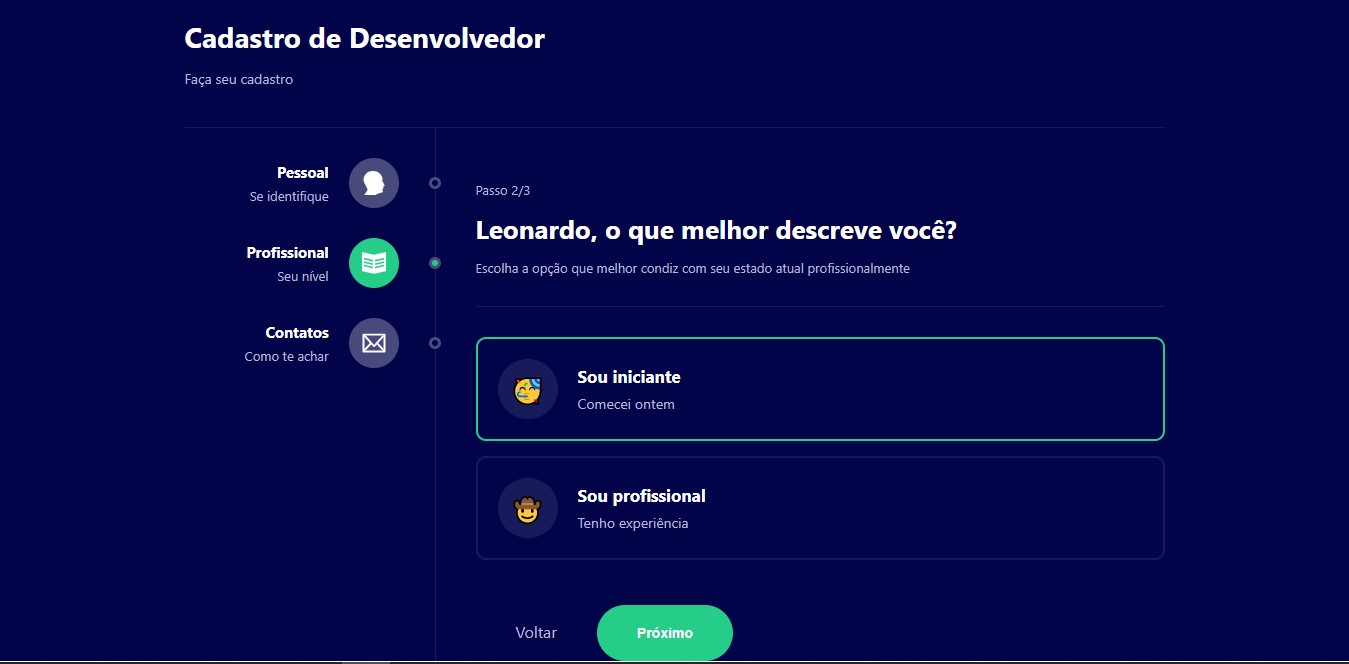 Cadastro de Desenvolvedor
Faça seu cadastro
Pessoal
Se identifique
Profissional
Seu nível
Contatos
Como te achar
Passo 2/3
Leonardo, o que melhor descreve você?
Escolha a opção que melhor condiz com seu estado atual profissionalmente
Sou iniciante
Comecei ontem
Sou profissional
Tenho experiência
Voltar
Próximo